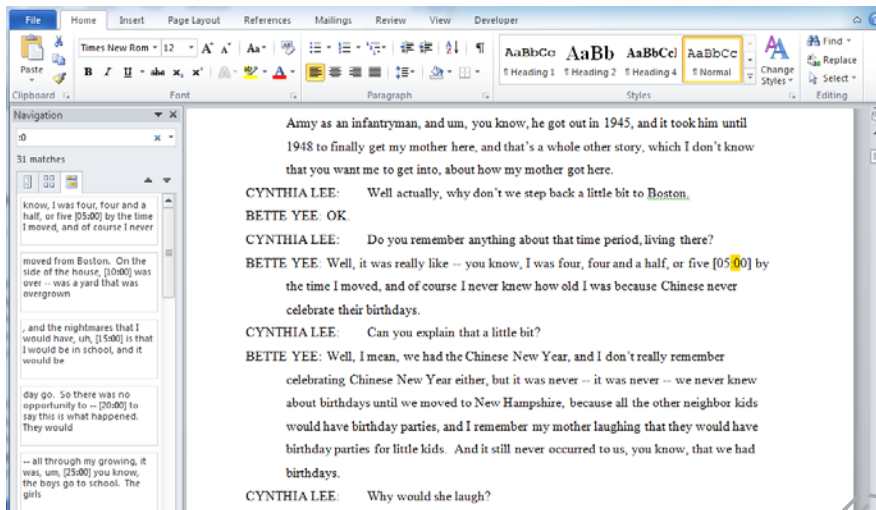 File Home Insert Page Layout References Mailings Review View Developer
Times New Rom 12 A A Aa
Find
Replace
Select
Paste
B I U abe x₂ x² A A
AaBbCc AaBb AaBbCcl AaBbCc
¶ Heading 1 ¶ Heading 2 ¶ Heading 4 ¶ Normal
Change Styles
Clipboard Font Paragraph Styles Editing
Navigation
:0
31 matches
know, I was four, four and a
half, or five [05:00] by the time
I moved, and of course I never
moved from Boston. On the
side of the house, [10:00] was
over -- was a yard that was
overgrown
, and the nightmares that I
would have, uh, [15:00] is that
I would be in school, and it
would be
day go. So there was no
opportunity to -- [20:00] to
say this is what happened.
They would
-- all through my growing, it
was, um, [25:00] you know,
the boys go to school. The
girls
Army as an infantryman, and um, you know, he got out in 1945, and it took him until
1948 to finally get my mother here, and that's a whole other story, which I don't know
that you want me to get into, about how my mother got here.
CYNTHIA LEE: Well actually, why don't we step back a little bit to Boston,
BETTE YEE: OK.
CYNTHIA LEE: Do you remember anything about that time period, living there?
BETTE YEE: Well, it was really like -- you know, I was four, four and a half, or five [05:00] by
the time I moved, and of course I never knew how old I was because Chinese never
celebrate their birthdays.
CYNTHIA LEE: Can you explain that a little bit?
BETTE YEE: Well, I mean, we had the Chinese New Year, and I don't really remember
celebrating Chinese New Year either, but it was never -- it was never -- we never knew
about birthdays until we moved to New Hampshire, because all the other neighbor kids
would have birthday parties, and I remember my mother laughing that they would have
birthday parties for little kids. And it still never occurred to us, you know, that we had
birthdays.
CYNTHIA LEE: Why would she laugh?